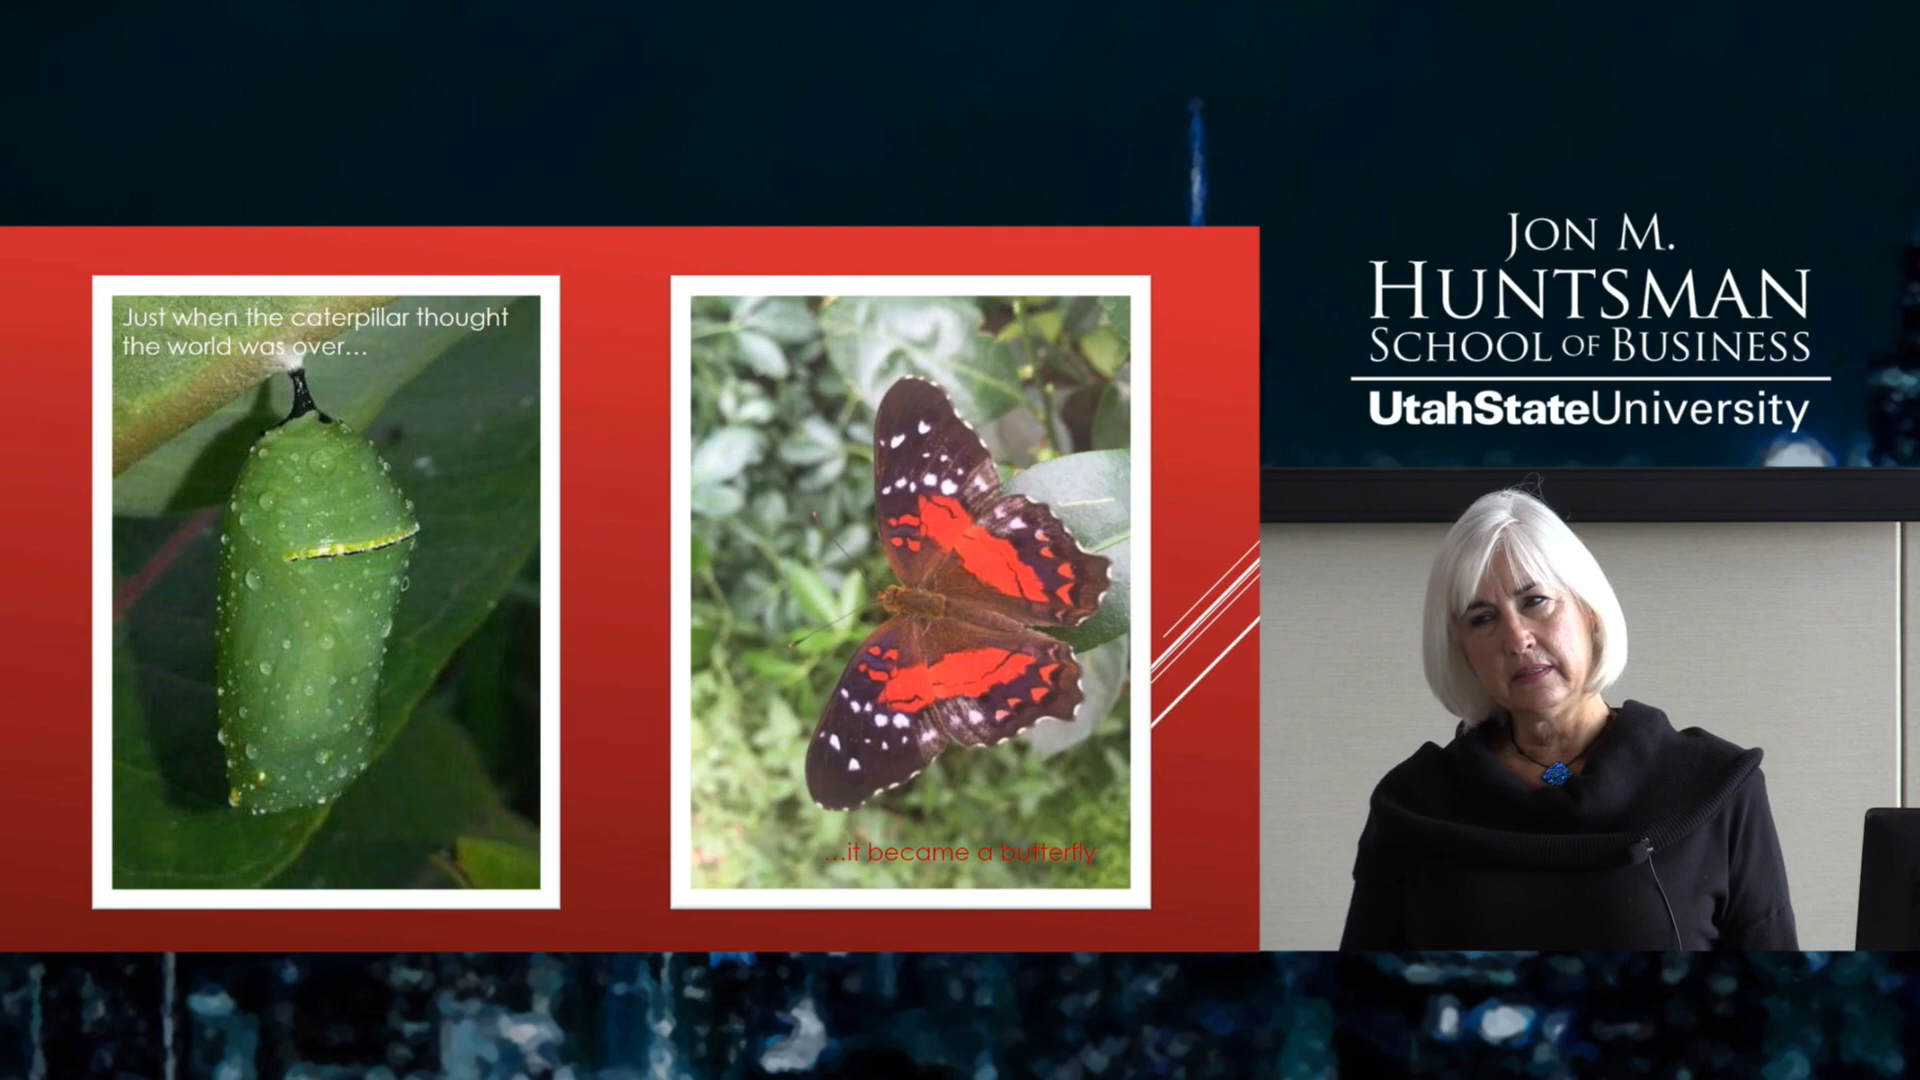 Just when the caterpillar thought
the world was over...
...it became a butterfly
JON M.
HUNTSMAN
SCHOOL OF BUSINESS
UtahStateUniversity